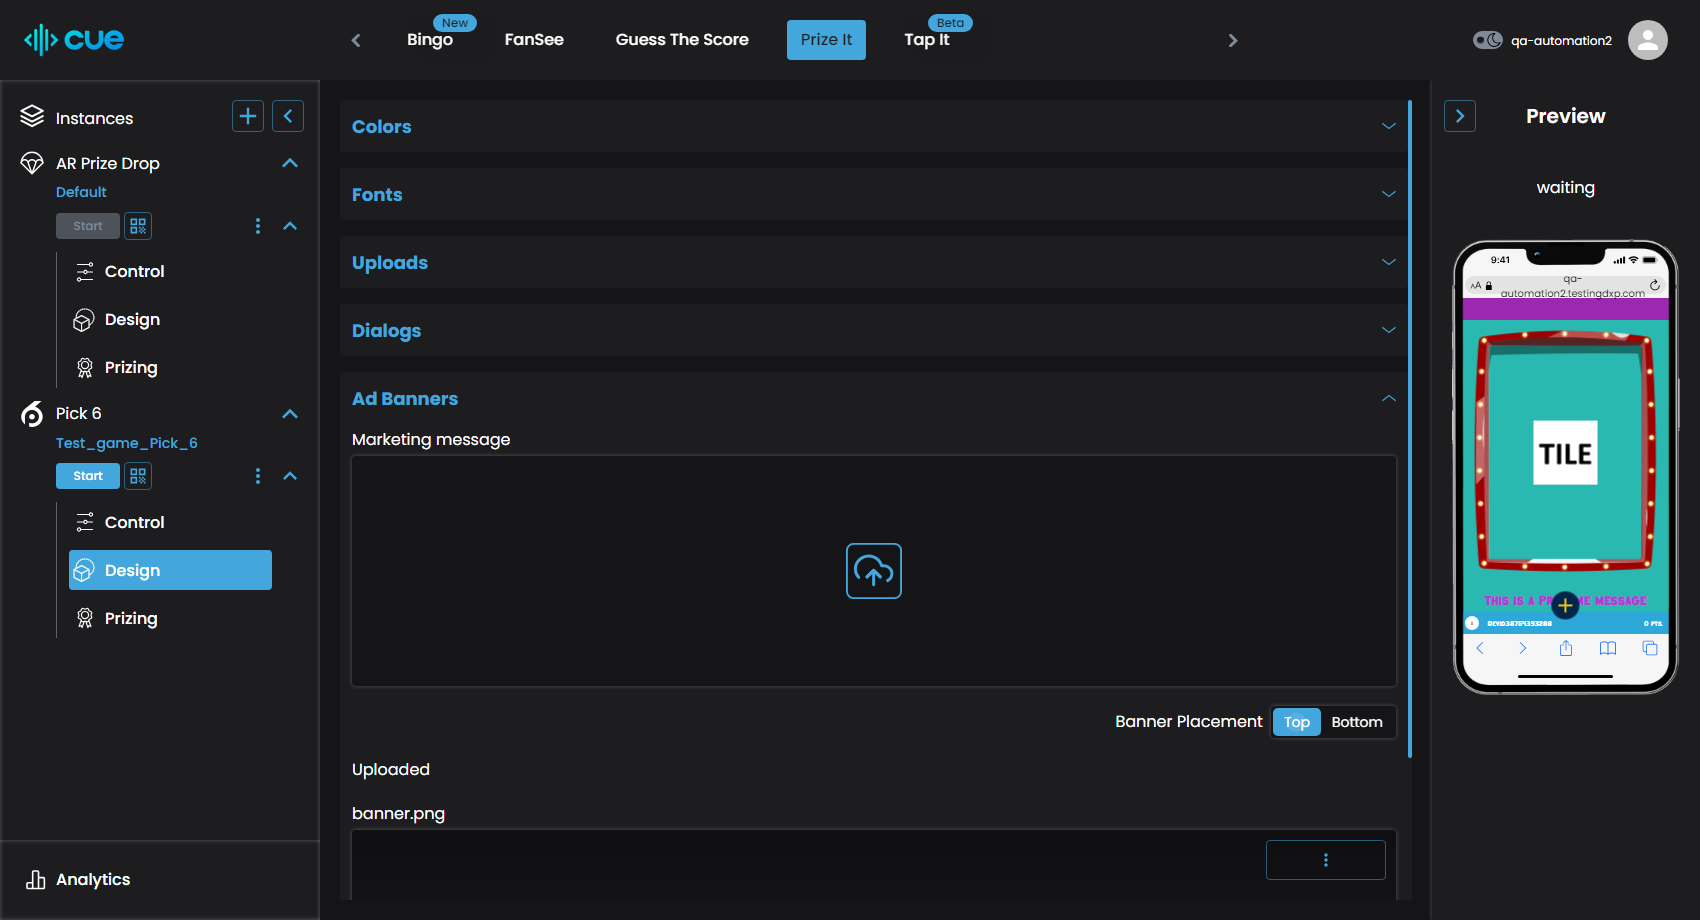 cue
New
Bingo
FanSee
Guess The Score
Prize It
Beta
Tap It
qa-automation2
Instances
AR Prize Drop
Default
Start
Control
Design
Prizing
Pick 6
Test_game_Pick_6
Start
Control
Design
Prizing
Analytics
Colors
Fonts
Uploads
Dialogs
Ad Banners
Marketing message
Banner Placement
Top
Bottom
Uploaded
banner.png
Preview
waiting
9:41
AA
qa-
automation2.testingdxp.com
TILE
THIS IS A PR ME MESSAGE
0 PTS.